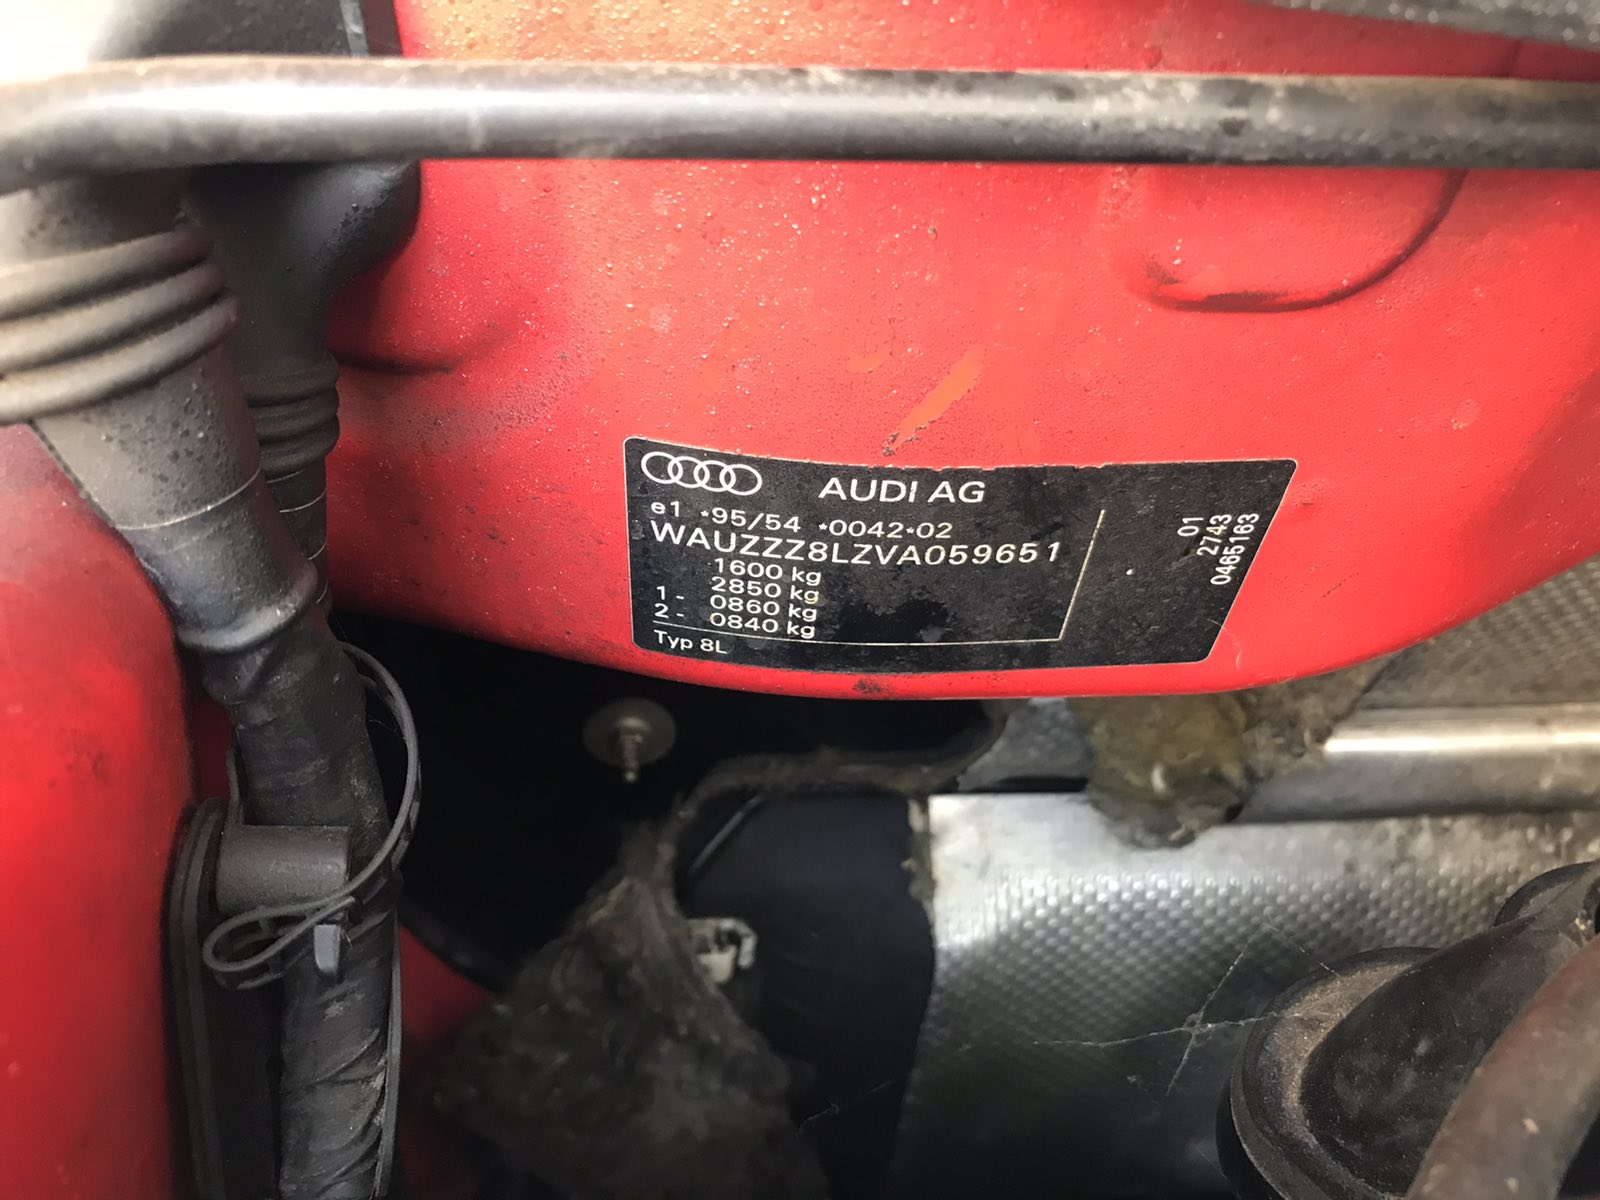 AUDI AG
e1 *95/54 *0042*02
WAUZZZ8LZVA059651
1600 kg
2850 kg
1- 0860 kg
2- 0840 kg
Typ 8L
01
2743
0465163